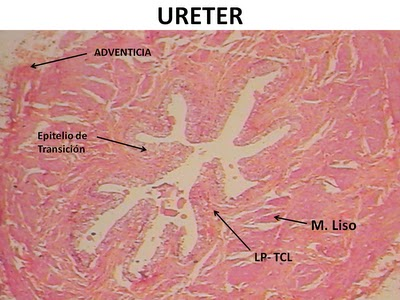 URETER
ADVENTICIA
Epitelio de
Transición
M. Liso
LP- TCL